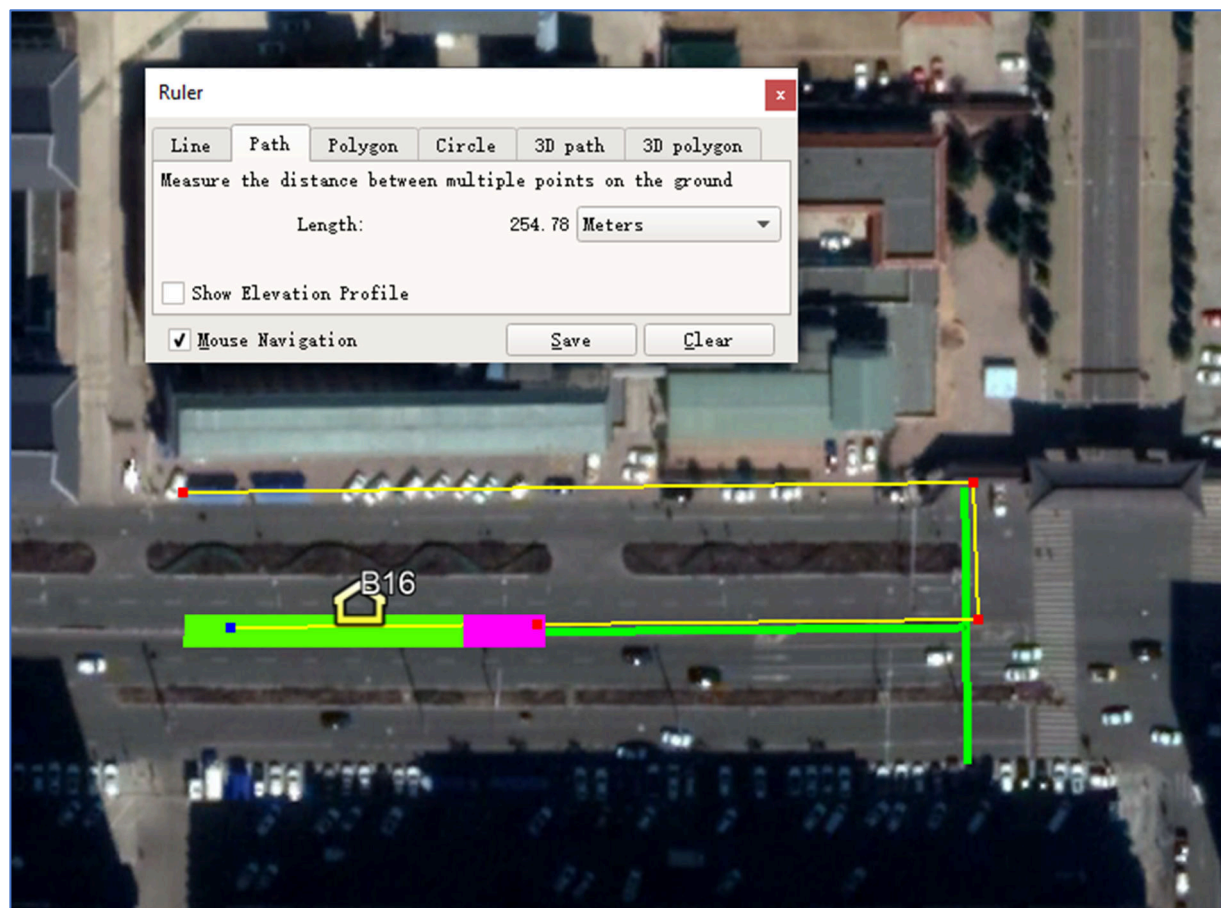 Ruler
x
Line Path Polygon Circle 3D path 3D polygon
Measure the distance between multiple points on the ground
Length: 254.78 Meters
Show Elevation Profile
Mouse Navigation Save Clear
B16